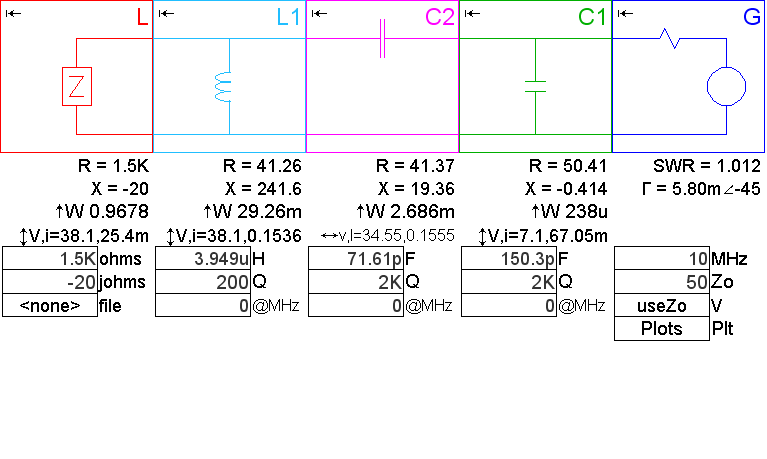 L L1 C2 C1 G
Z
R = 1.5K R = 41.26 R = 41.37 R = 50.41 SWR = 1.012
X = -20 X = 241.6 X = 19.36 X = -0.414 Γ = 5.80m∠-45
↑W 0.9678 ↑W 29.26m ↑W 2.686m ↑W 238u
↕V,i=38.1,25.4m ↕V,i=38.1,0.1536 ↔v,I=34.55,0.1555 ↕V,i=7.1,67.05m
1.5K ohms 3.949u H 71.61p F 150.3p F 10 MHz
-20 johms 200 Q 2K Q 2K Q 50 Zo
<none> file 0 @MHz 0 @MHz 0 @MHz useZo V
Plots Plt